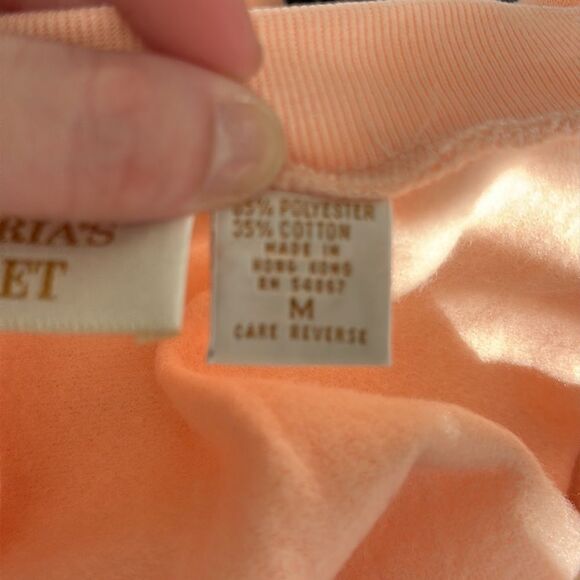 RIA'S
ET
65% POLYESTER
35% COTTON
MADE IN
HONG KONG
RN 54867
M
CARE REVERSE